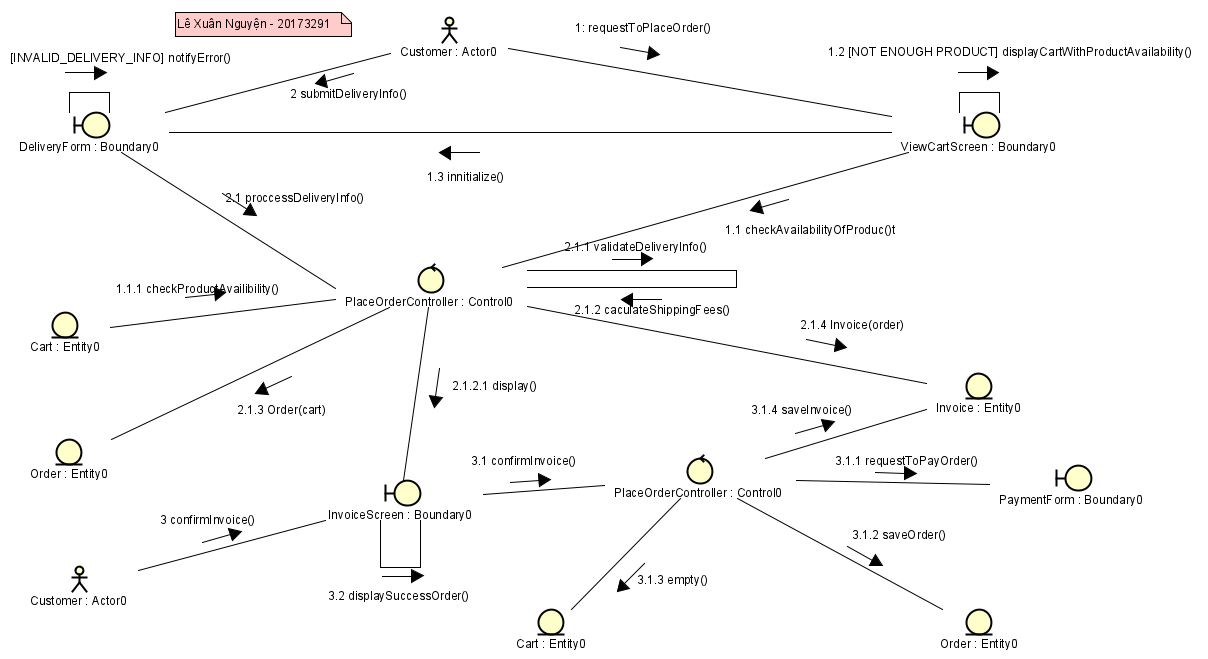 Lê Xuân Nguyện - 20173291
1: requestToPlaceOrder()
Customer : Actor0
[INVALID_DELIVERY_INFO] notifyError()
1.2 [NOT ENOUGH PRODUCT] displayCartWithProductAvailability()
2 submitDeliveryInfo()
DeliveryForm : Boundary0
ViewCartScreen : Boundary0
1.3 innitialize()
2.1 proccessDeliveryInfo()
1.1 checkAvailabilityOfProduc()t
2.1.1 validateDeliveryInfo()
1.1.1 checkProductAvailibility()
PlaceOrderController : Control0
2.1.2 caculateShippingFees()
2.1.4 Invoice(order)
Cart : Entity0
2.1.2.1 display()
2.1.3 Order(cart)
3.1.4 saveInvoice()
Invoice : Entity0
Order : Entity0
3.1 confirmInvoice()
3.1.1 requestToPayOrder()
PlaceOrderController : Control0
PaymentForm : Boundary0
InvoiceScreen : Boundary0
3 confirmInvoice()
3.1.2 saveOrder()
3.1.3 empty()
3.2 displaySuccessOrder()
Customer : Actor0
Cart : Entity0
Order : Entity0